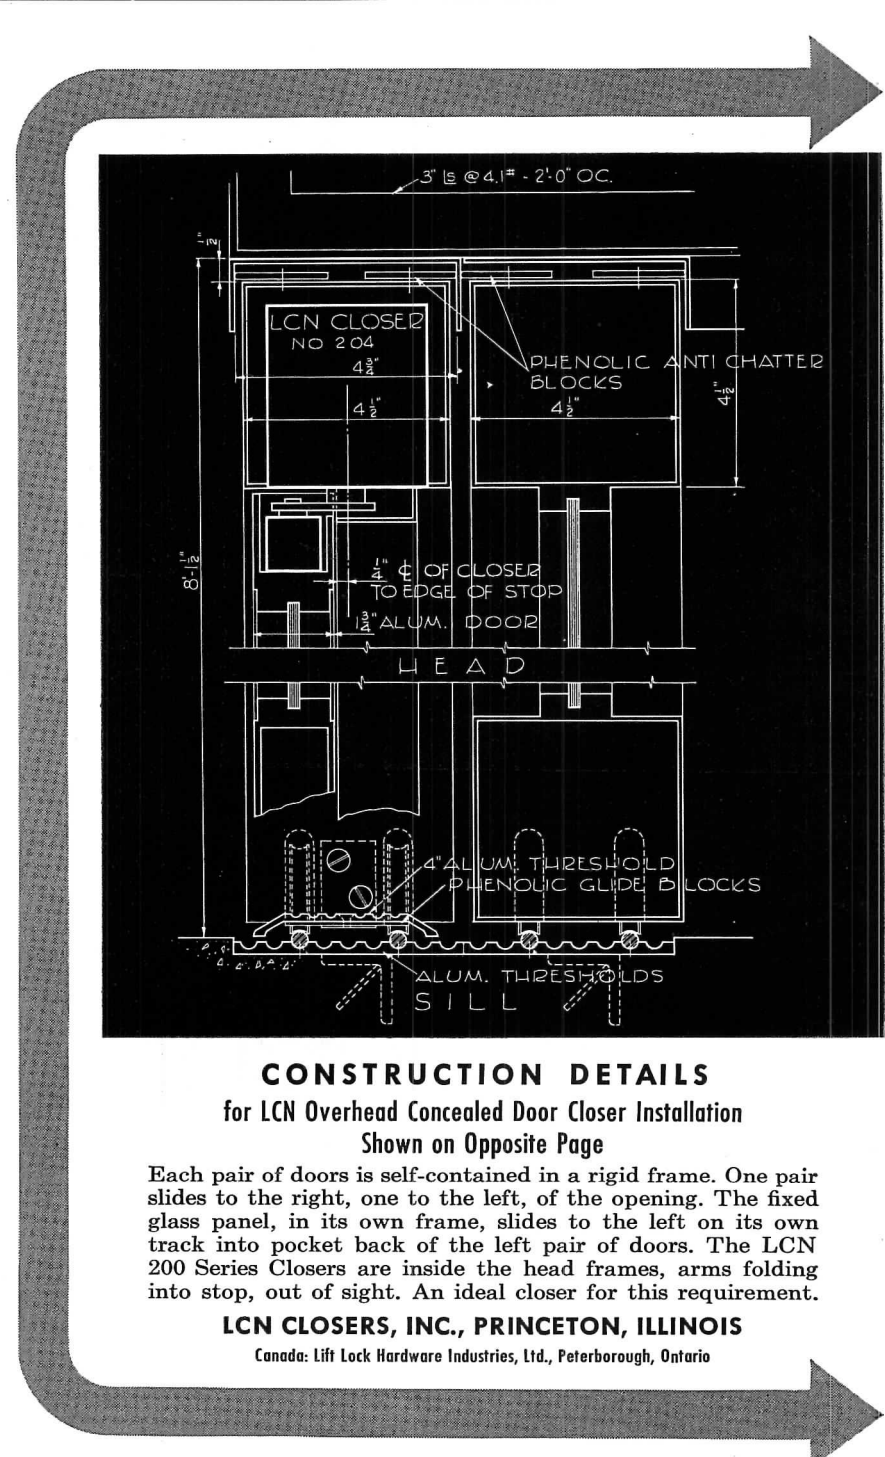 3" Is @ 4.1# - 2'-0" OC.
1/2"
LCN CLOSER
NO 204
4 3/4"
PHENOLIC ANTI CHATTER
BLOCKS
4 1/2"
4 1/2"
4 1/2"
8'-1 1/2"
1/4" ℄ OF CLOSER
TO EDGE OF STOP
1 3/4" ALUM. DOOR
HEAD
4" ALUM. THRESHOLD
PHENOLIC GLIDE BLOCKS
ALUM. THRESHOLDS
SILL
CONSTRUCTION DETAILS
for LCN Overhead Concealed Door Closer Installation
Shown on Opposite Page
Each pair of doors is self-contained in a rigid frame. One pair
slides to the right, one to the left, of the opening. The fixed
glass panel, in its own frame, slides to the left on its own
track into pocket back of the left pair of doors. The LCN
200 Series Closers are inside the head frames, arms folding
into stop, out of sight. An ideal closer for this requirement.
LCN CLOSERS, INC., PRINCETON, ILLINOIS
Canada: Lift Lock Hardware Industries, Ltd., Peterborough, Ontario